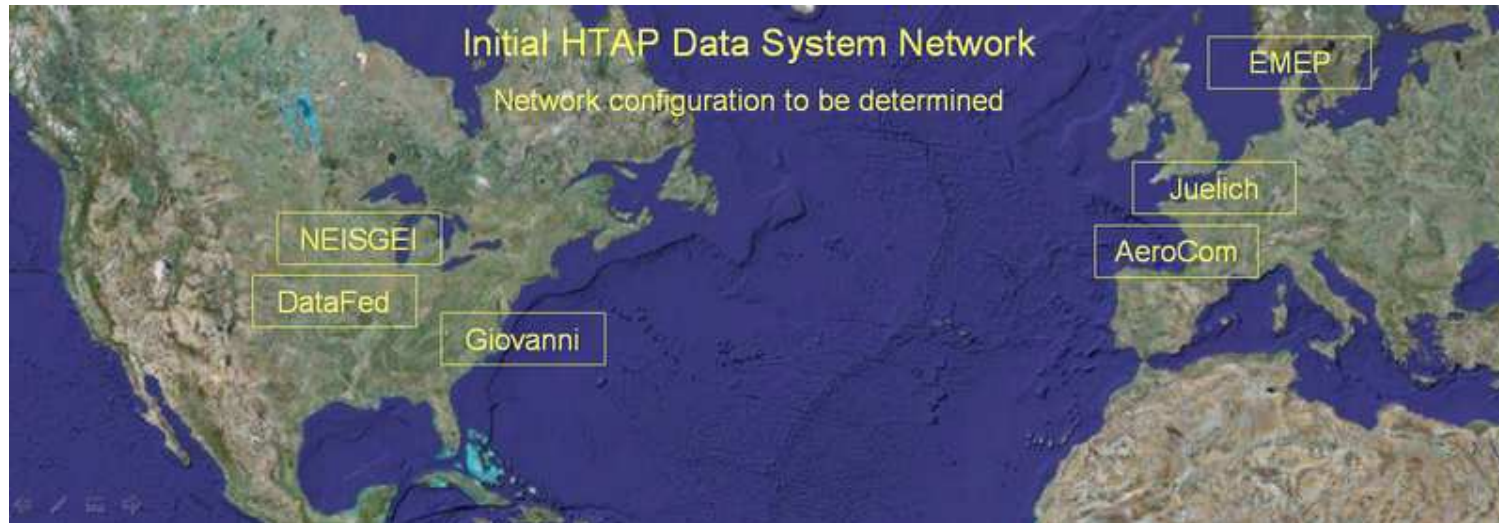 Initial HTAP Data System Network
Network configuration to be determined
EMEP
Juelich
NEISGEI
AeroCom
DataFed
Giovanni